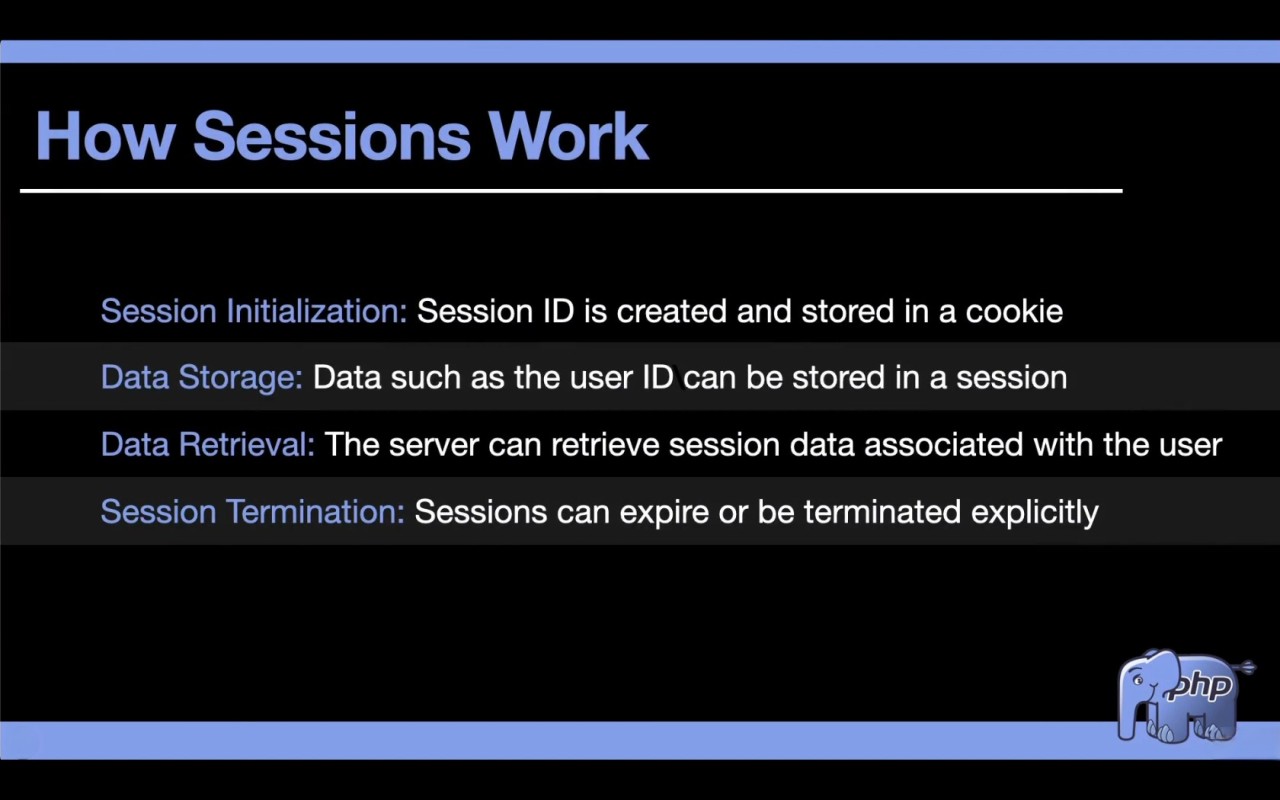 How Sessions Work
Session Initialization: Session ID is created and stored in a cookie
Data Storage: Data such as the user ID can be stored in a session
Data Retrieval: The server can retrieve session data associated with the user
Session Termination: Sessions can expire or be terminated explicitly
php